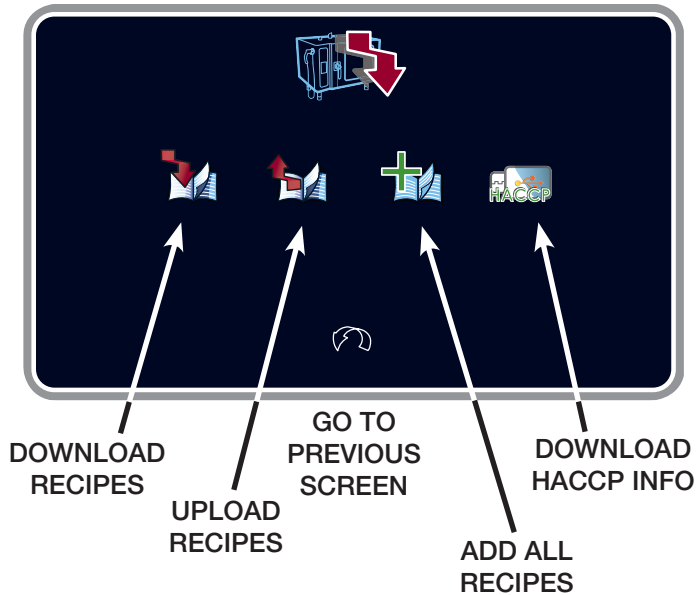 HACCP
DOWNLOAD
RECIPES
UPLOAD
RECIPES
GO TO
PREVIOUS
SCREEN
ADD ALL
RECIPES
DOWNLOAD
HACCP INFO